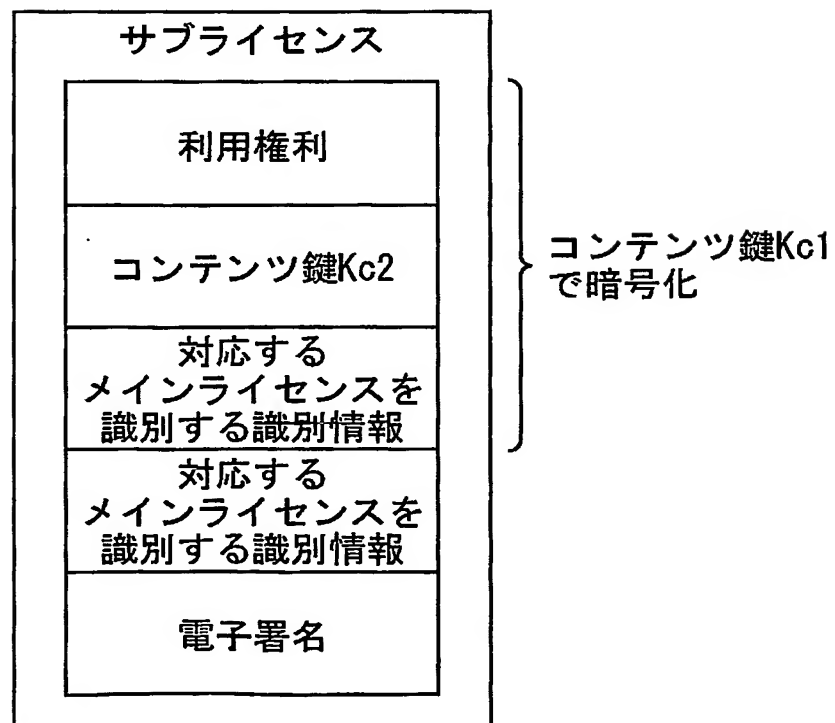 サブライセンス
利用権利
コンテンツ鍵Kc2
対応する
メインライセンスを
識別する識別情報
対応する
メインライセンスを
識別する識別情報
電子署名
コンテンツ鍵Kc1
で暗号化